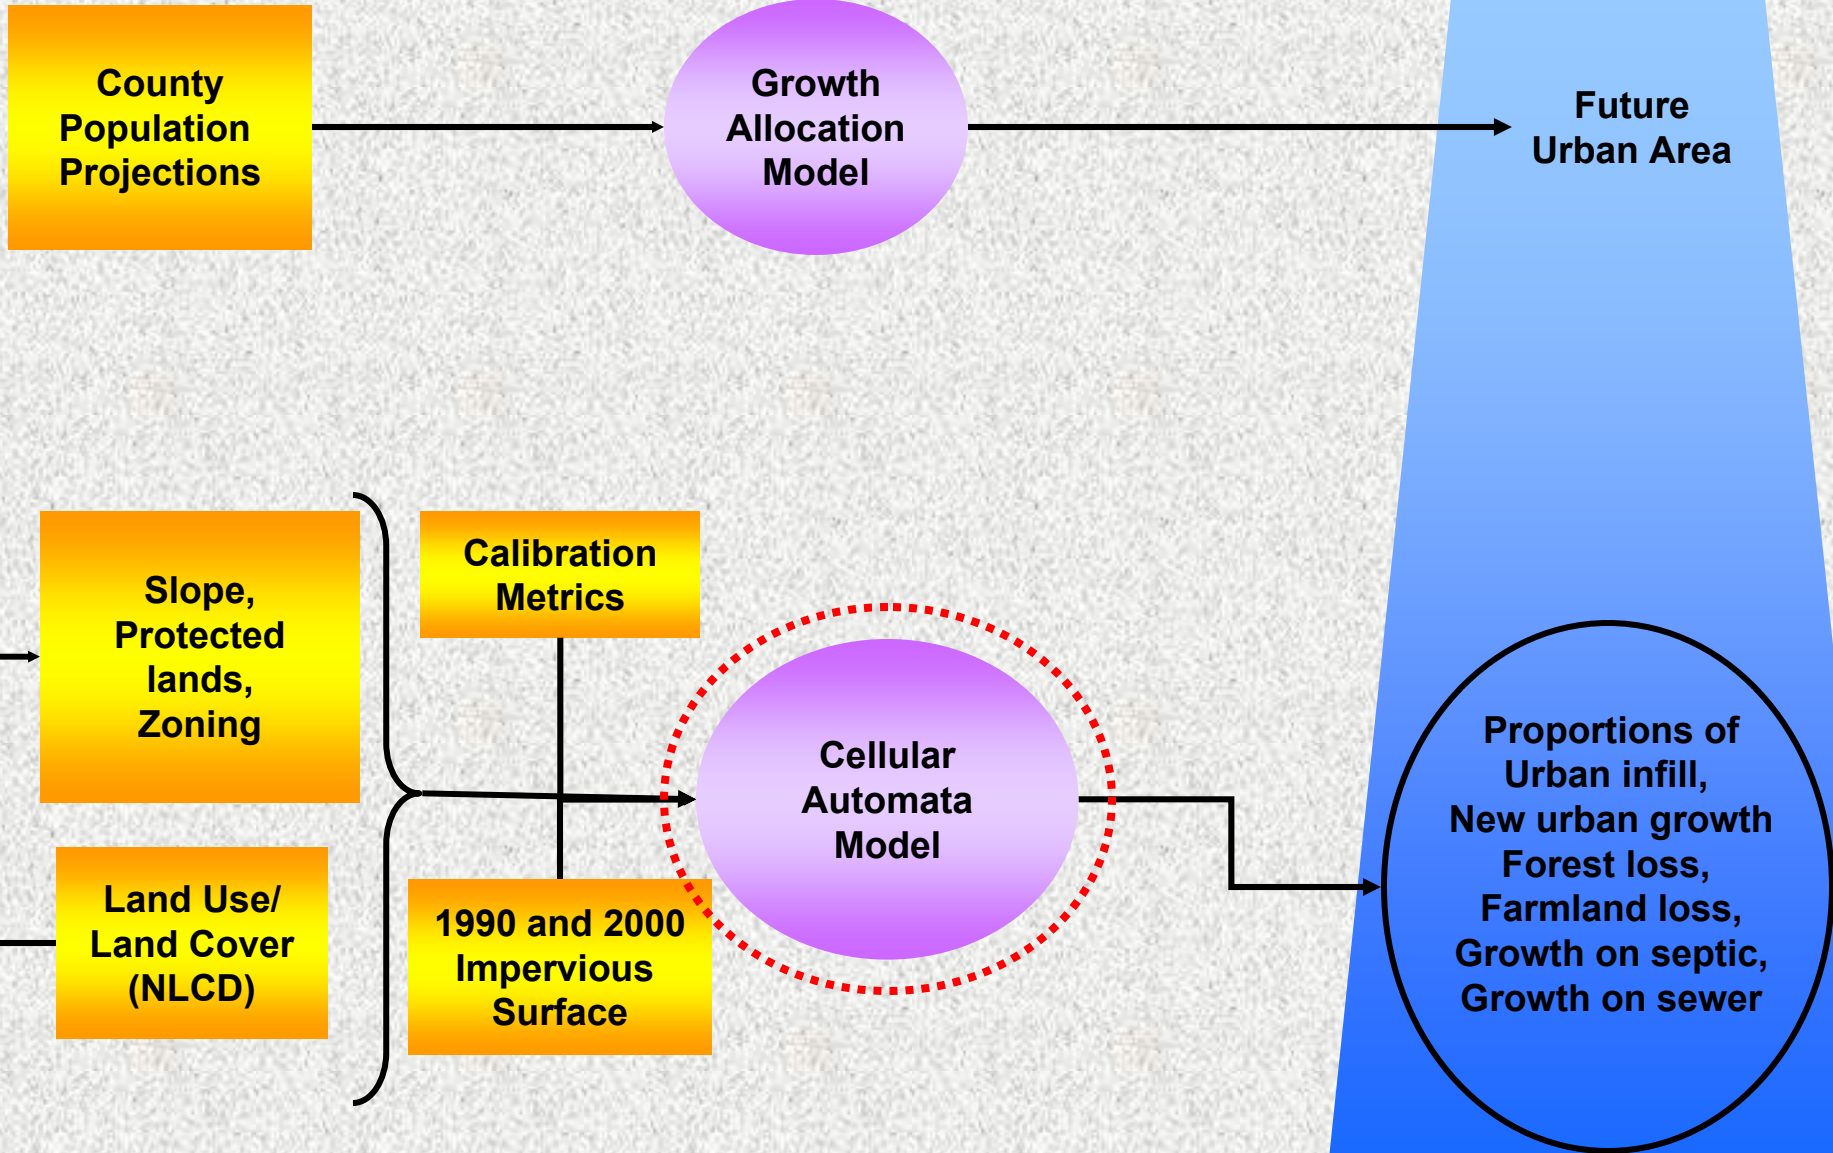 County
Population
Projections
Growth
Allocation
Model
Future
Urban Area
Slope,
Protected
lands,
Zoning
Land Use/
Land Cover
(NLCD)
Calibration
Metrics
1990 and 2000
Impervious
Surface
Cellular
Automata
Model
Proportions of
Urban infill,
New urban growth
Forest loss,
Farmland loss,
Growth on septic,
Growth on sewer